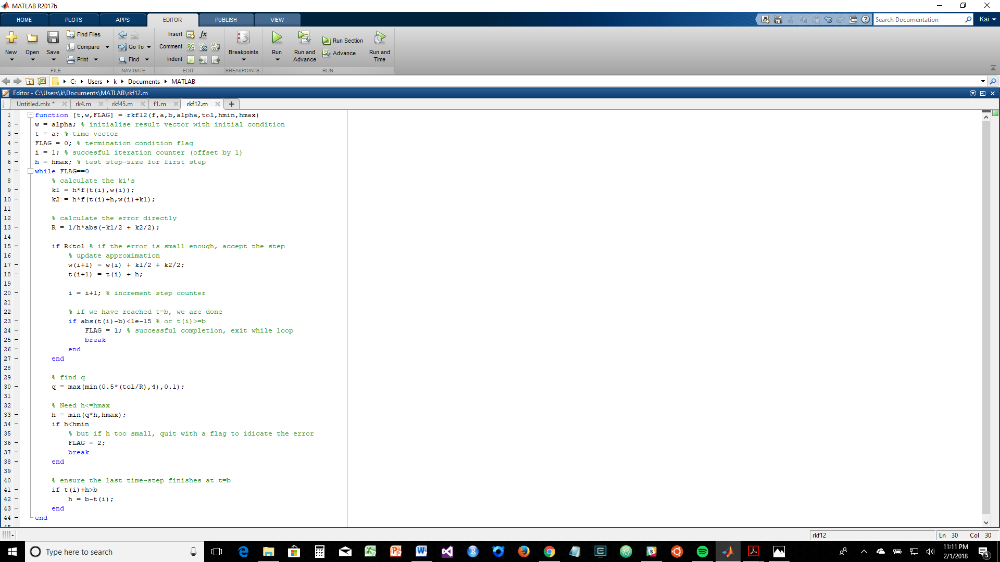 MATLAB R2017b
HOME PLOTS APPS EDITOR PUBLISH VIEW
Search Documentation Kai
New Open Save Find Files Compare Print
FILE
Go To Find
NAVIGATE
Insert fx
Comment
Indent
EDIT
Breakpoints
BREAKPOINTS
Run Run and Advance Run Section Advance Run and Time
RUN
C: Users k Documents MATLAB
Editor - C:\Users\k\Documents\MATLAB\rkf12.m
Untitled.mlx * rk4.m rkf45.m f1.m rkf12.m
1 function [t,w,FLAG] = rkf12(f,a,b,alpha,tol,hmin,hmax)
2 – w = alpha; % initialise result vector with initial condition
3 – t = a; % time vector
4 – FLAG = 0; % termination condition flag
5 – i = 1; % succesful iteration counter (offset by 1)
6 – h = hmax; % test step-size for first step
7 – while FLAG==0
8 % calculate the ki's
9 – k1 = h*f(t(i),w(i));
10 – k2 = h*f(t(i)+h,w(i)+k1);
11
12 % calculate the error directly
13 – R = 1/h*abs(-k1/2 + k2/2);
14
15 – if R<tol % if the error is small enough, accept the step
16 % update approximation
17 – w(i+1) = w(i) + k1/2 + k2/2;
18 – t(i+1) = t(i) + h;
19
20 – i = i+1; % increment step counter
21
22 % if we have reached t=b, we are done
23 – if abs(t(i)-b)<1e-15 % or t(i)>=b
24 – FLAG = 1; % successful completion, exit while loop
25 – break
26 – end
27 – end
28
29 % find q
30 – q = max(min(0.5*(tol/R),4),0.1);
31
32 % Need h<=hmax
33 – h = min(q*h,hmax);
34 – if h<hmin
35 % but if h too small, quit with a flag to idicate the error
36 – FLAG = 2;
37 – break
38 – end
39
40 % ensure the last time-step finishes at t=b
41 – if t(i)+h>b
42 – h = b-t(i);
43 – end
44 – end
45
rkf12 Ln 30 Col 30
Type here to search
11:11 PM
2/1/2018
5